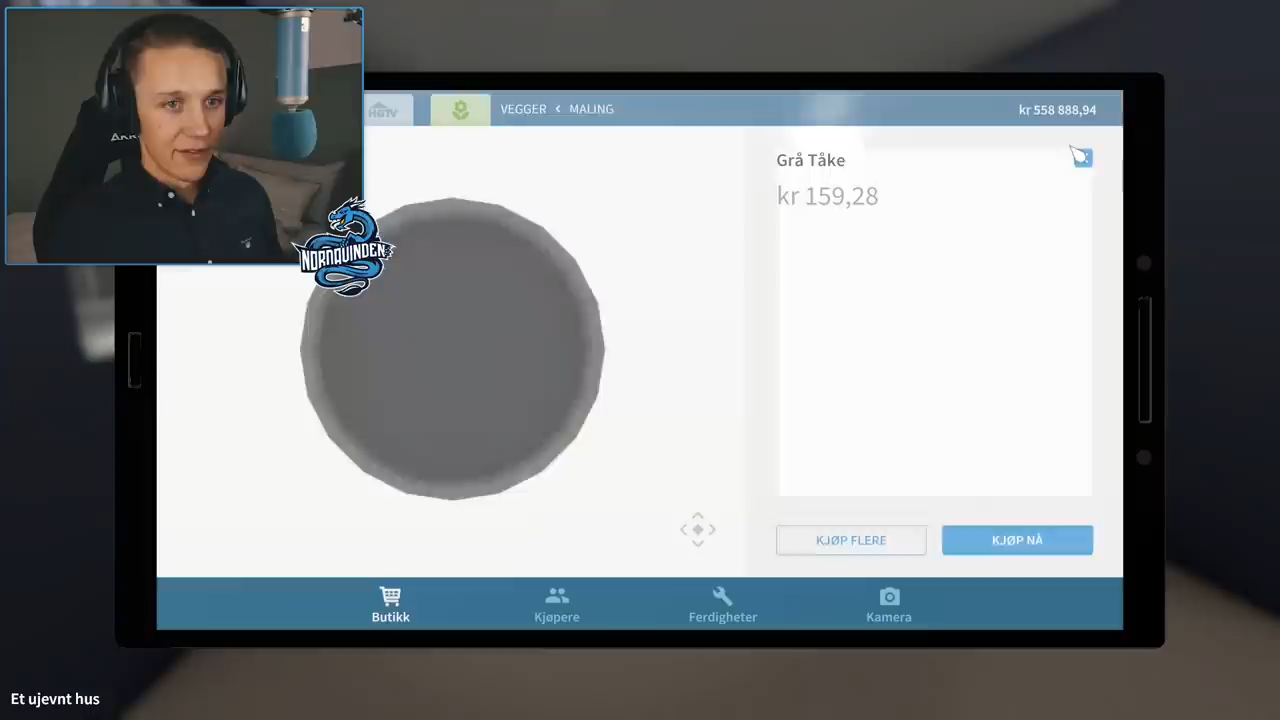 HGTV
VEGGER < MALING
kr 558 888,94
Grå Tåke
kr 159,28
NORNAVINDEN
KJØP FLERE
KJØP NÅ
Butikk
Kjøpere
Ferdigheter
Kamera
Et ujevnt hus